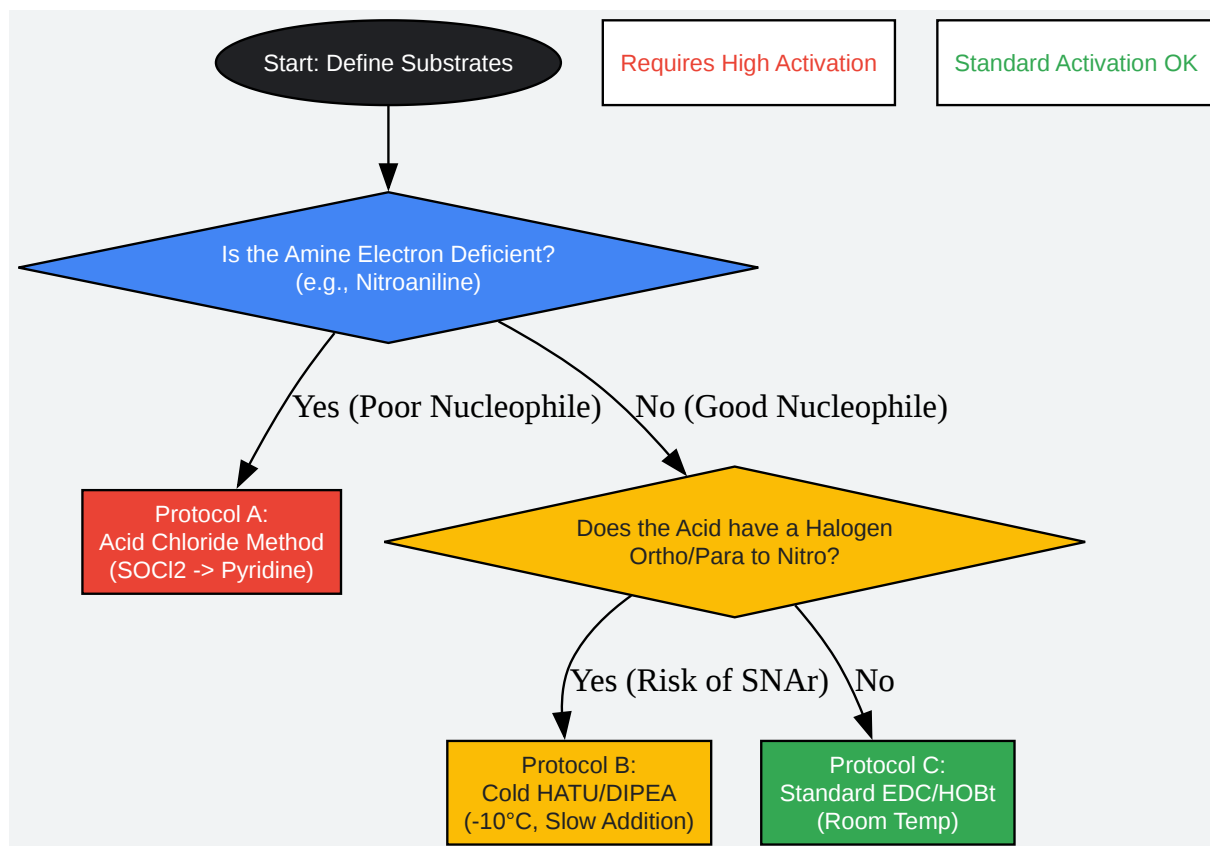 Start: Define Substrates
Requires High Activation
Standard Activation OK
Is the Amine Electron Deficient?
(e.g., Nitroaniline)
Yes (Poor Nucleophile)
No (Good Nucleophile)
Protocol A:
Acid Chloride Method
(SOCl2 -> Pyridine)
Does the Acid have a Halogen
Ortho/Para to Nitro?
Yes (Risk of SNAr)
No
Protocol B:
Cold HATU/DIPEA
(-10°C, Slow Addition)
Protocol C:
Standard EDC/HOBt
(Room Temp)